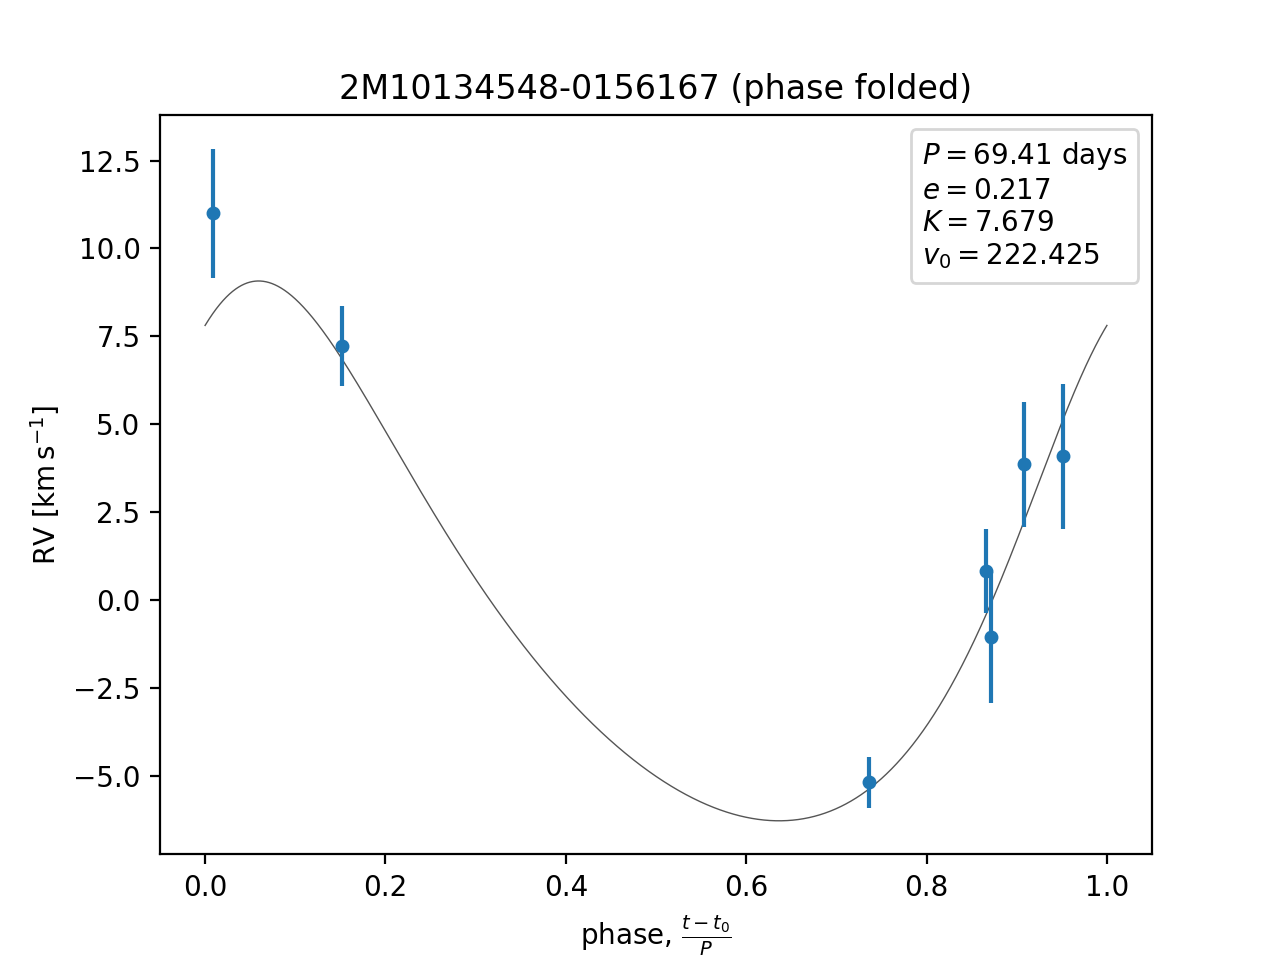 2M10134548-0156167 (phase folded)
P = 69.41 days
e = 0.217
K = 7.679
v₀ = 222.425
12.5
10.0
7.5
5.0
2.5
0.0
−2.5
−5.0
RV [km s⁻¹]
0.0 0.2 0.4 0.6 0.8 1.0
phase, (t − t₀)/P